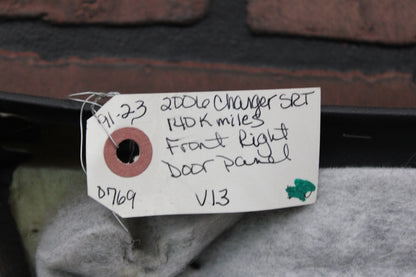 91-23
2006 Charger SRT
140K miles
Front Right
Door Panel
D769
V13